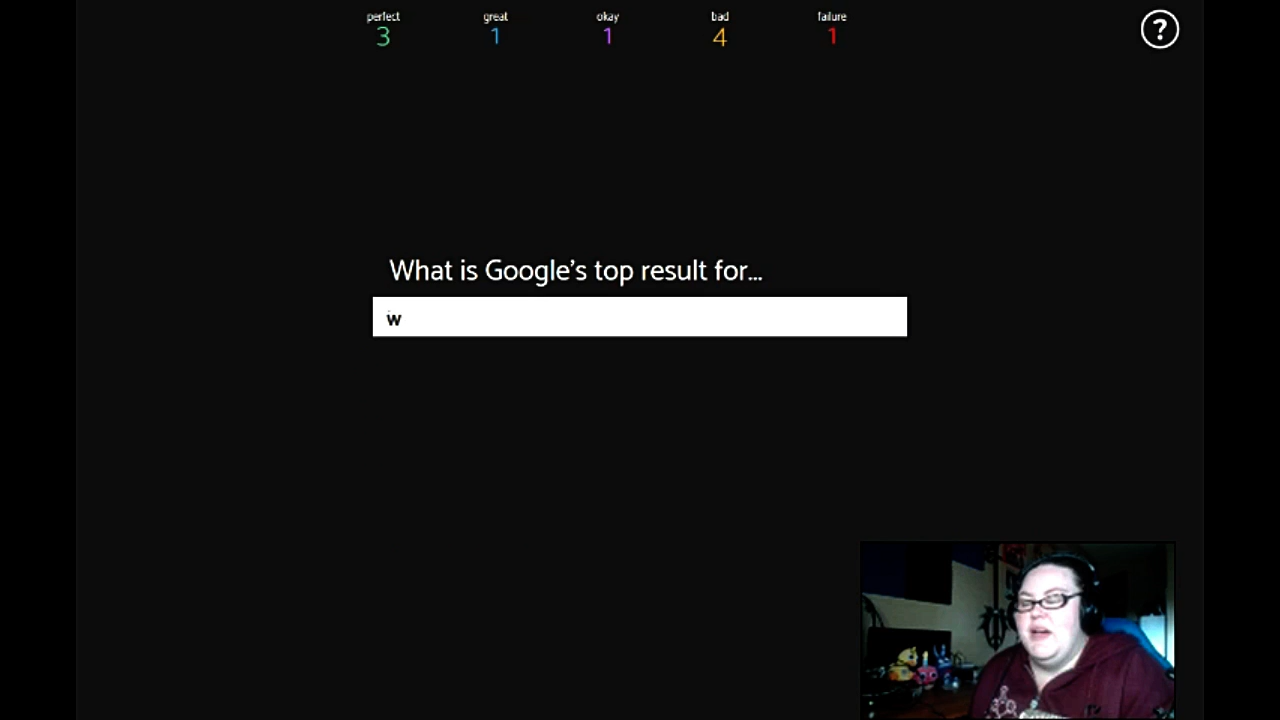 perfect great okay bad failure
3 1 1 4 1
?
What is Google's top result for...
w